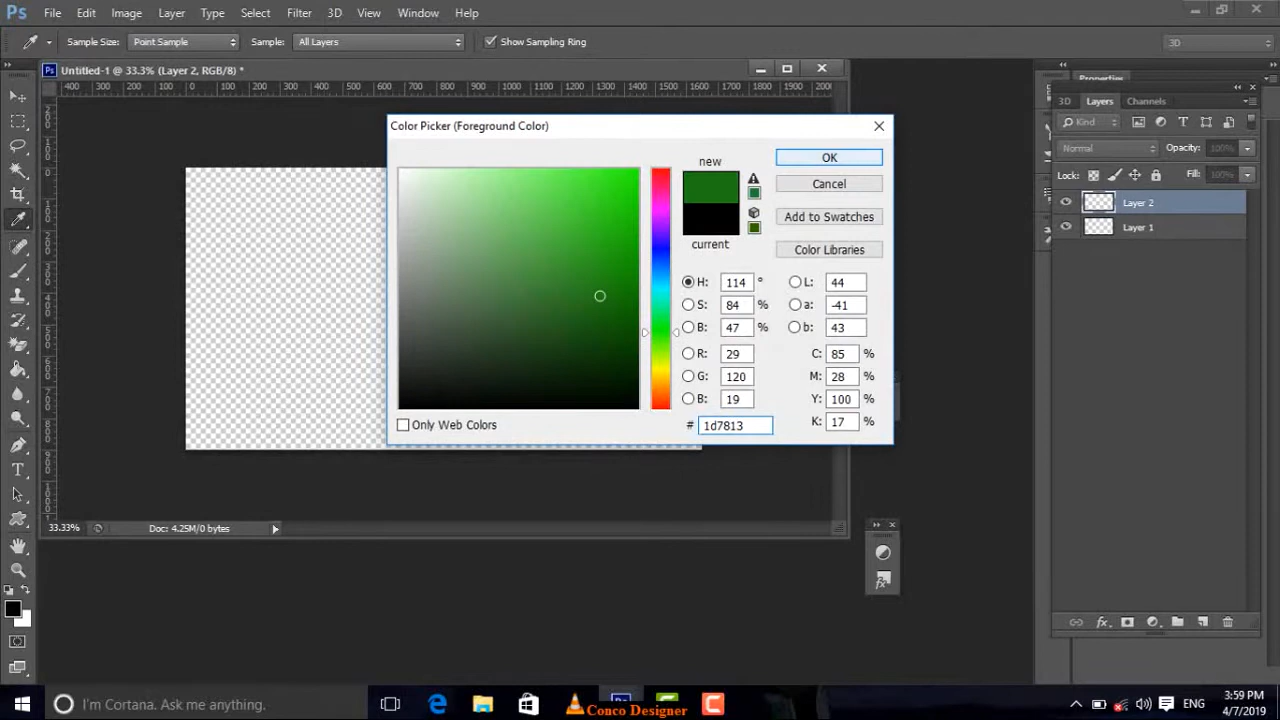 Ps File Edit Image Layer Type Select Filter 3D View Window Help
Sample Size: Point Sample Sample: All Layers Show Sampling Ring 3D
Ps Untitled-1 @ 33.3% (Layer 2, RGB/8) *
400 300 200 100 0 100 200 300 400 500 600 700 800 900 1000 1100 1200 1300 1400 1500 1600 1700 1800 1900 2000
Color Picker (Foreground Color)
new
current
OK
Cancel
Add to Swatches
Color Libraries
H: 114 °
S: 84 %
B: 47 %
R: 29
G: 120
B: 19
# 1d7813
L: 44
a: -41
b: 43
C: 85 %
M: 28 %
Y: 100 %
K: 17 %
Only Web Colors
Properties
3D Layers Channels
Kind
Normal Opacity: 100%
Lock: Fill: 100%
Layer 2
Layer 1
fx
33.33% Doc: 4.25M/0 bytes
I'm Cortana. Ask me anything.
Conco Designer
ENG
3:59 PM
4/7/2019